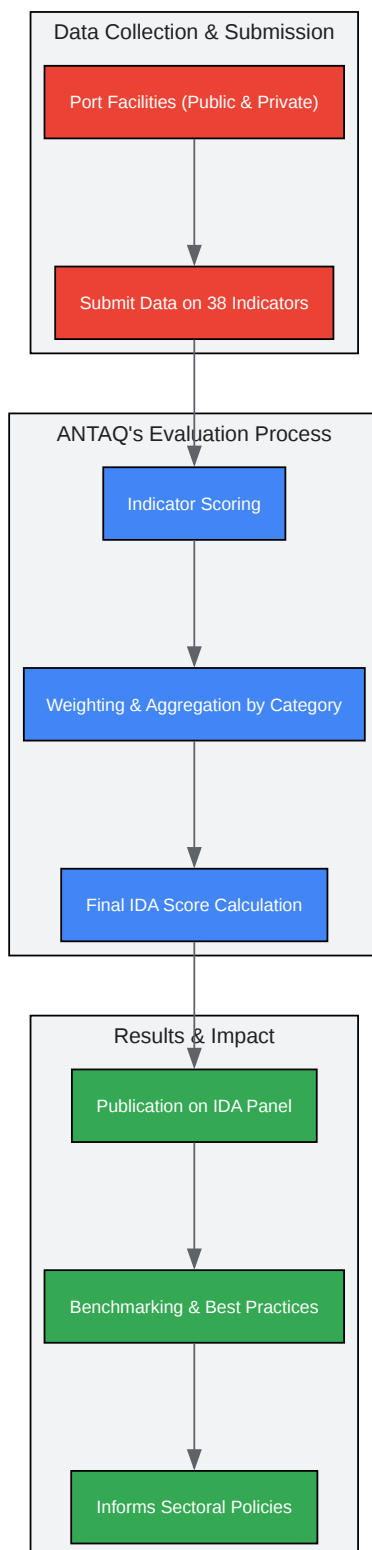 Data Collection & Submission
Port Facilities (Public & Private)
Submit Data on 38 Indicators
ANTAQ's Evaluation Process
Indicator Scoring
Weighting & Aggregation by Category
Final IDA Score Calculation
Results & Impact
Publication on IDA Panel
Benchmarking & Best Practices
Informs Sectoral Policies